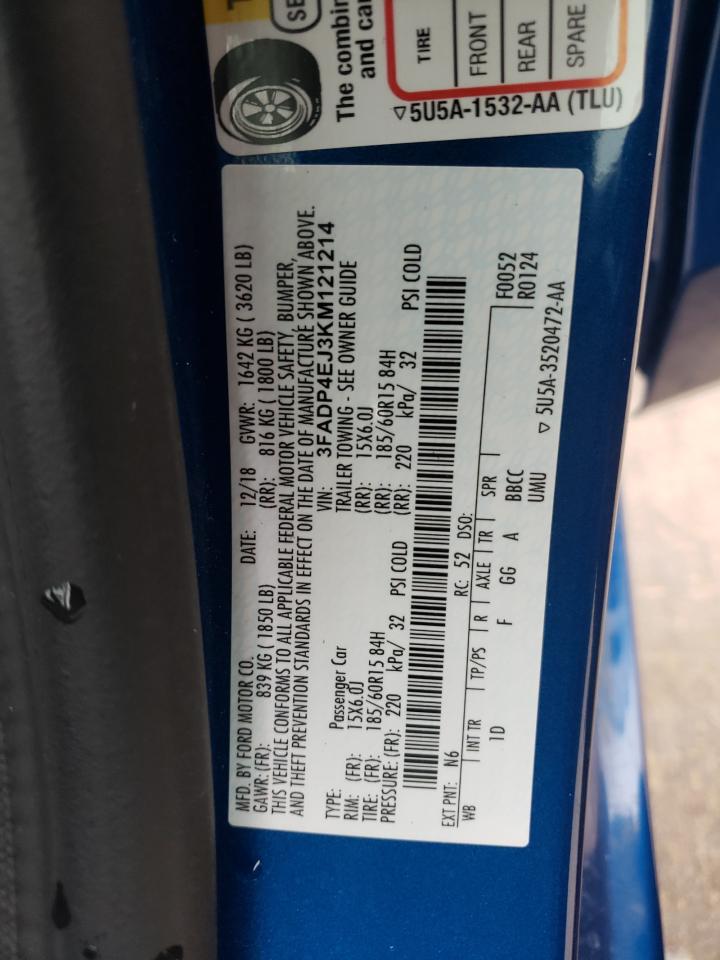 SE
The combin
and ca
TIRE
FRONT
REAR
SPARE
▽5U5A-1532-AA (TLU)
MFD. BY FORD MOTOR CO. DATE: 12/18 GVWR: 1642 KG ( 3620 LB)
GAWR:(FR): 839 KG ( 1850 LB) (RR): 816 KG ( 1800 LB)
THIS VEHICLE CONFORMS TO ALL APPLICABLE FEDERAL MOTOR VEHICLE SAFETY, BUMPER,
AND THEFT PREVENTION STANDARDS IN EFFECT ON THE DATE OF MANUFACTURE SHOWN ABOVE.
VIN: 3FADP4EJ3KM121214
TYPE: Passenger Car TRAILER TOWING - SEE OWNER GUIDE
RIM: (FR): 15X6.0J (RR): 15X6.0J
TIRE: (FR): 185/60R15 84H (RR): 185/60R15 84H
PRESSURE: (FR): 220 kPa/ 32 PSI COLD (RR): 220 kPa/ 32 PSI COLD
EXT PNT: N6 RC: 52 DSO:
WB INT TR TP/PS R AXLE TR SPR
1D F GG A BBCC F0052
UMU R0124
▽ 5U5A-3520472-AA